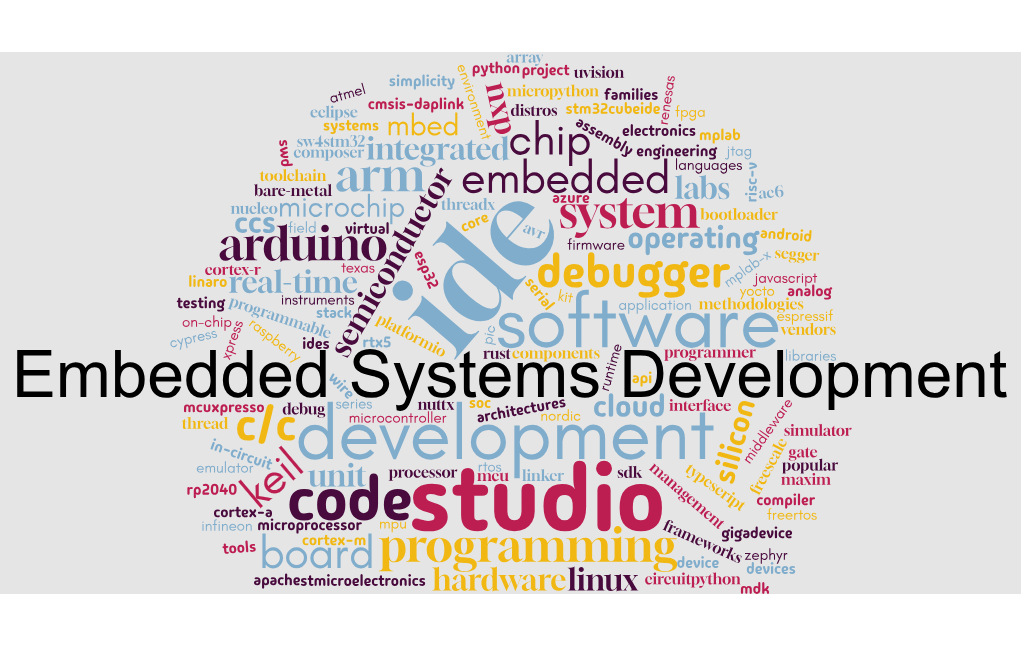 array
python project uvision
simplicity
environment
micropython families
renesas
atmel
cmsis-daplink
nxp
distros stm32cubeide fpga
eclipse
systems mbed
chip
assembly
electronics mplab
sw4stm32
composer integrated
engineering jtag
pws
languages
toolchain arm
embedded labs
risc-v
ac6
bare-metal
semiconductor
azure
nucleo microchip
threadx
system bootloader
ccs field virtual
core
ide
avr
firmware operating android
arduino
debugger
mplab-x
segger
cortex-r
texas
esp32
linaro real-time
javascript
yocto analog
testing programmable instruments
serial
kit
application methodologies
stack
software espressif
on-chip
raspberry
platformio
pic
vendors
cypress
xpress
ides rtx5
rust components
runtime
programmer libraries
Embedded Systems Development
wire
api
mcuxpresso debug series
nuttx
soc
architectures
cloud interface
silicon
middleware
thread c/c
microcontroller
nordic
development
simulator
in-circuit
emulator
keil
unit
processor
rtos
mcu linker sdk
management
typescript
freescale
gate
popular
maxim
rp2040
code studio
compiler
cortex-a
freertos
infineon microprocessor mpu
frameworks
gigadevice
tools
cortex-m
board programming
zephyr
device
devices
apachestmicroelectronics hardware linux circuitpython
mdk